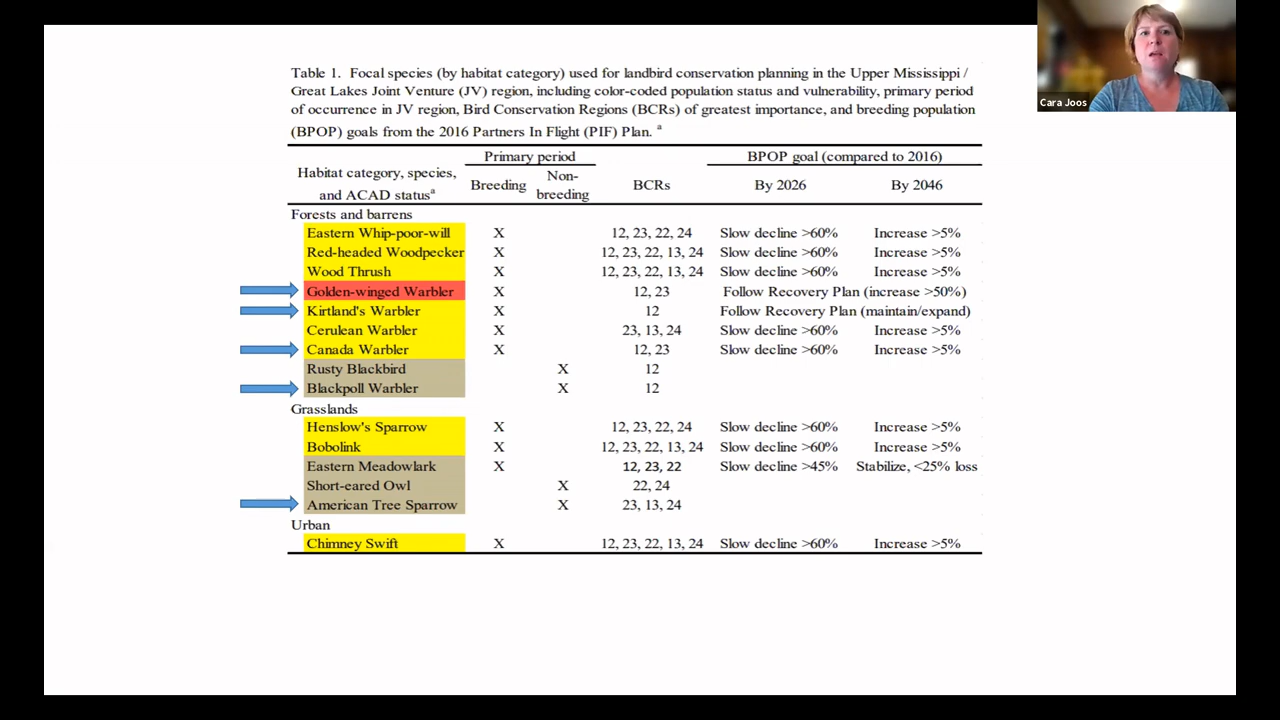 Table 1. Focal species (by habitat category) used for landbird conservation planning in the Upper Mississippi /
Great Lakes Joint Venture (JV) region, including color-coded population status and vulnerability, primary period
of occurrence in JV region, Bird Conservation Regions (BCRs) of greatest importance, and breeding population
(BPOP) goals from the 2016 Partners In Flight (PIF) Plan. a
Primary period BPOP goal (compared to 2016)
Habitat category, species, and ACAD statusa Breeding Non-breeding BCRs By 2026 By 2046
Forests and barrens
Eastern Whip-poor-will X 12, 23, 22, 24 Slow decline >60% Increase >5%
Red-headed Woodpecker X 12, 23, 22, 13, 24 Slow decline >60% Increase >5%
Wood Thrush X 12, 23, 22, 13, 24 Slow decline >60% Increase >5%
Golden-winged Warbler X 12, 23 Follow Recovery Plan (increase >50%)
Kirtland's Warbler X 12 Follow Recovery Plan (maintain/expand)
Cerulean Warbler X 23, 13, 24 Slow decline >60% Increase >5%
Canada Warbler X 12, 23 Slow decline >60% Increase >5%
Rusty Blackbird X 12
Blackpoll Warbler X 12
Grasslands
Henslow's Sparrow X 12, 23, 22, 24 Slow decline >60% Increase >5%
Bobolink X 12, 23, 22, 13, 24 Slow decline >60% Increase >5%
Eastern Meadowlark X 12, 23, 22 Slow decline >45% Stabilize, <25% loss
Short-eared Owl X 22, 24
American Tree Sparrow X 23, 13, 24
Urban
Chimney Swift X 12, 23, 22, 13, 24 Slow decline >60% Increase >5%
Cara Joos